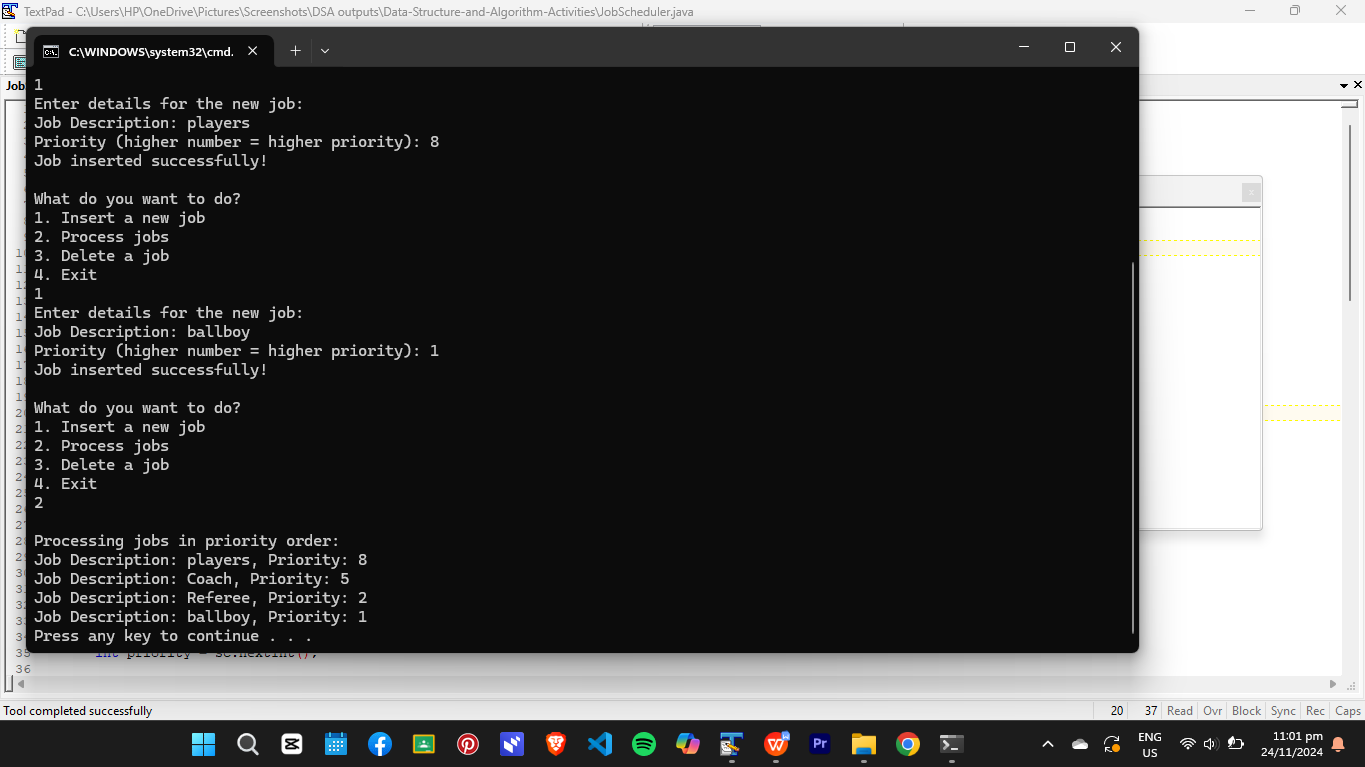 TextPad - C:\Users\HP\OneDrive\Pictures\Screenshots\DSA outputs\Data-Structure-and-Algorithm-Activities\JobScheduler.java
C:\WINDOWS\system32\cmd.
Job
1
Enter details for the new job:
Job Description: players
Priority (higher number = higher priority): 8
Job inserted successfully!
What do you want to do?
1. Insert a new job
2. Process jobs
3. Delete a job
4. Exit
1
Enter details for the new job:
Job Description: ballboy
Priority (higher number = higher priority): 1
Job inserted successfully!
What do you want to do?
1. Insert a new job
2. Process jobs
3. Delete a job
4. Exit
2
Processing jobs in priority order:
Job Description: players, Priority: 8
Job Description: Coach, Priority: 5
Job Description: Referee, Priority: 2
Job Description: ballboy, Priority: 1
Press any key to continue . . .
35 int priority = sc.nextInt();
36
Tool completed successfully
20 37 Read Ovr Block Sync Rec Caps
ENG 11:01 pm
US 24/11/2024